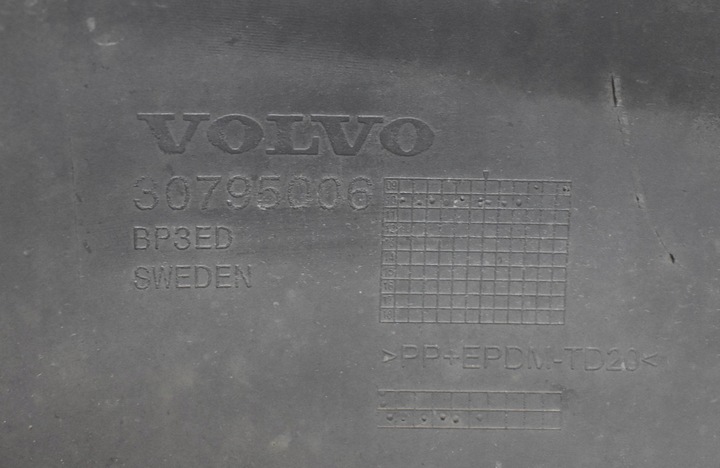 VOLVO
30795006
BP3ED
SWEDEN
>PP+EPDM-TD20<